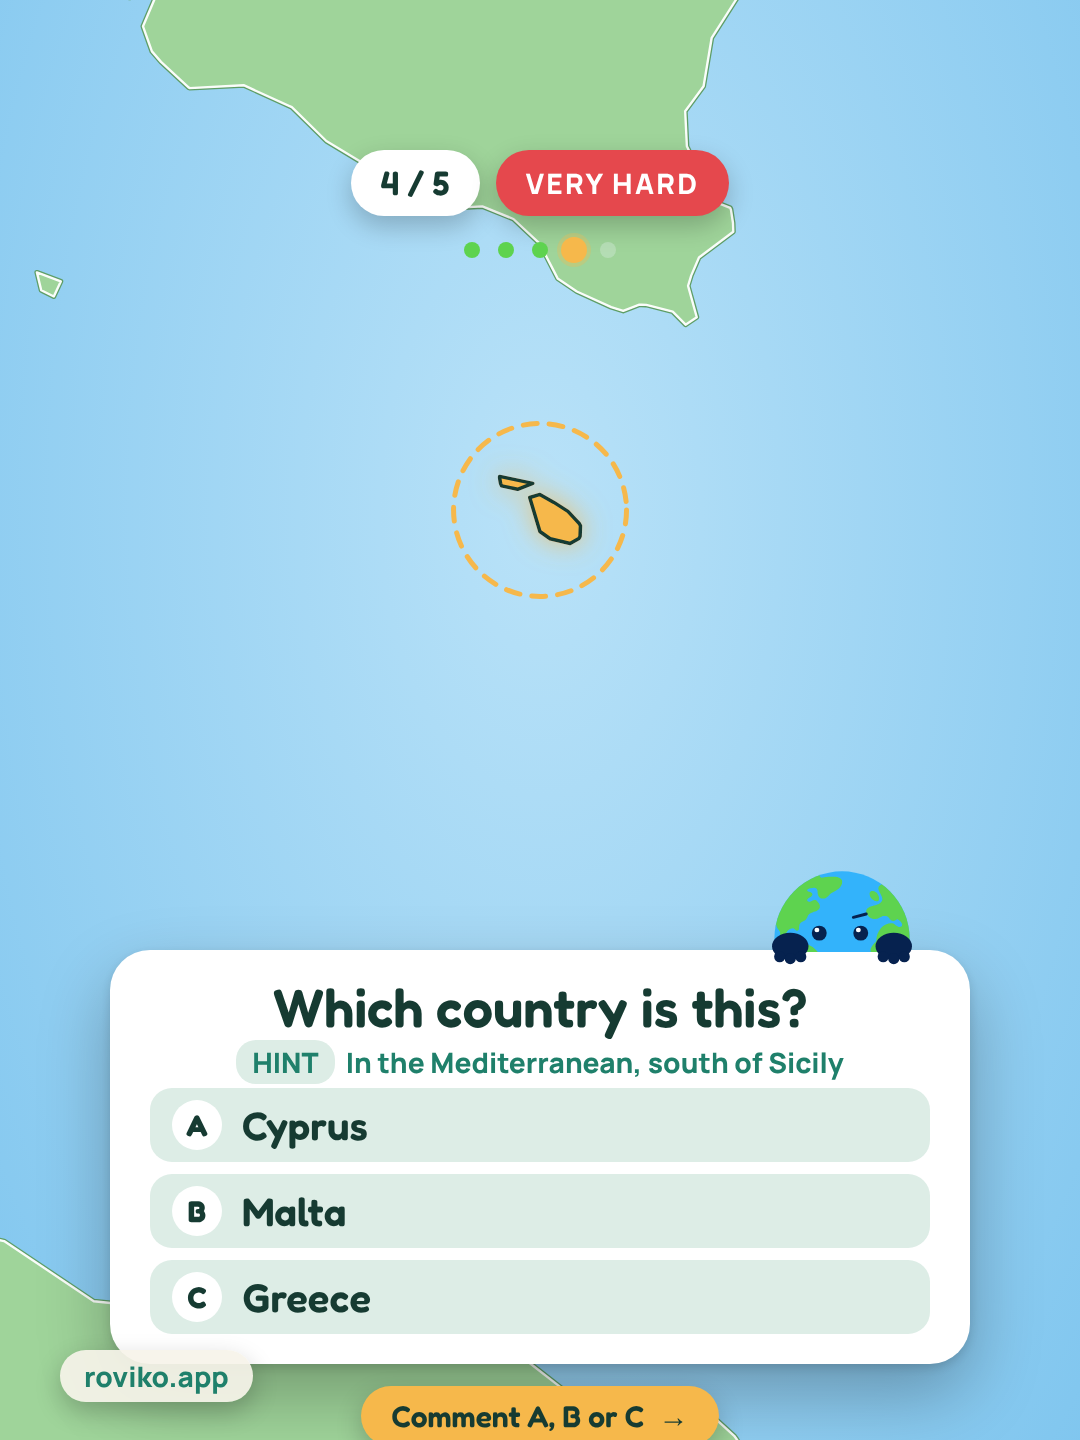 4 / 5 VERY HARD
Which country is this?
HINT In the Mediterranean, south of Sicily
A Cyprus
B Malta
C Greece
roviko.app
Comment A, B or C →